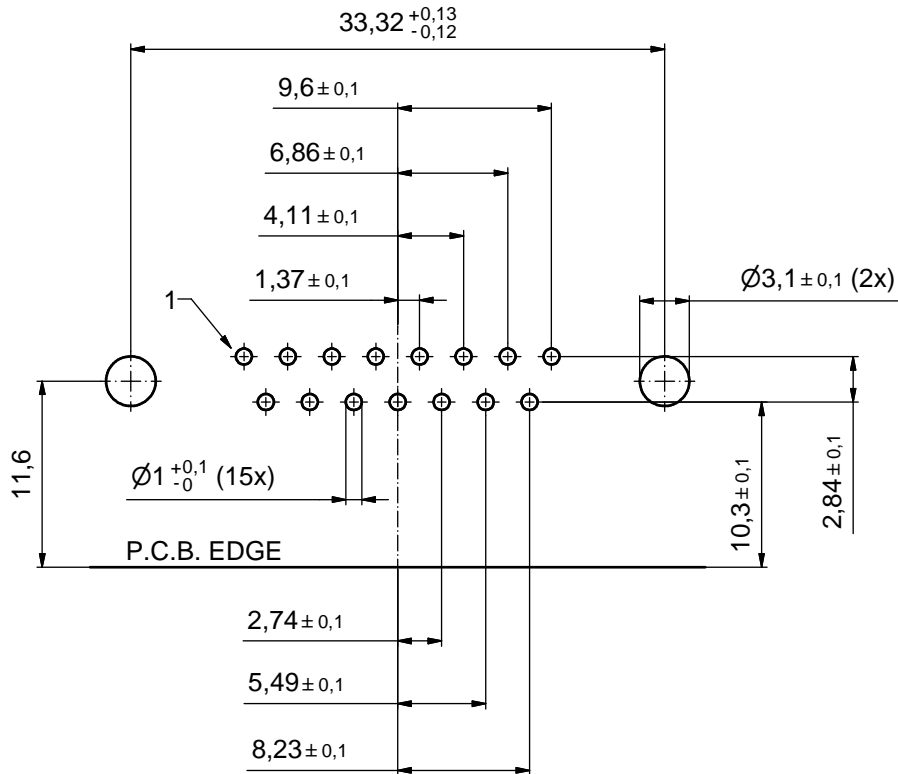 33,32 +0,13 -0,12
9,6 ± 0,1
6,86 ± 0,1
4,11 ± 0,1
1,37 ± 0,1
Ø3,1 ± 0,1 (2x)
1
11,6
Ø1 +0,1 -0 (15x)
10,3 ± 0,1
2,84 ± 0,1
P.C.B. EDGE
2,74 ± 0,1
5,49 ± 0,1
8,23 ± 0,1